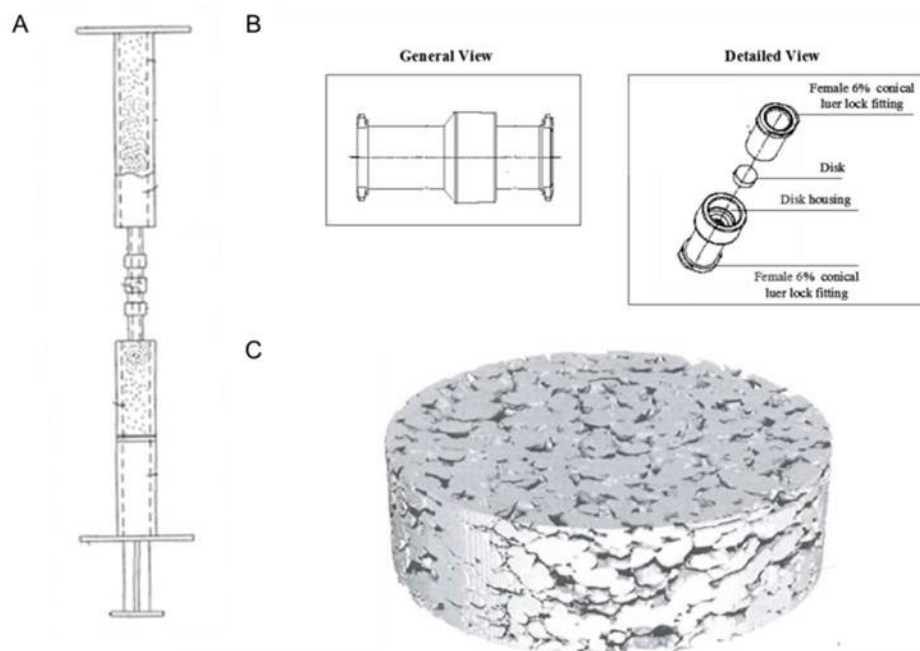 A
B
General View
Detailed View
Female 6% conical
luer lock fitting
Disk
Disk housing
Female 6% conical
luer lock fitting
C